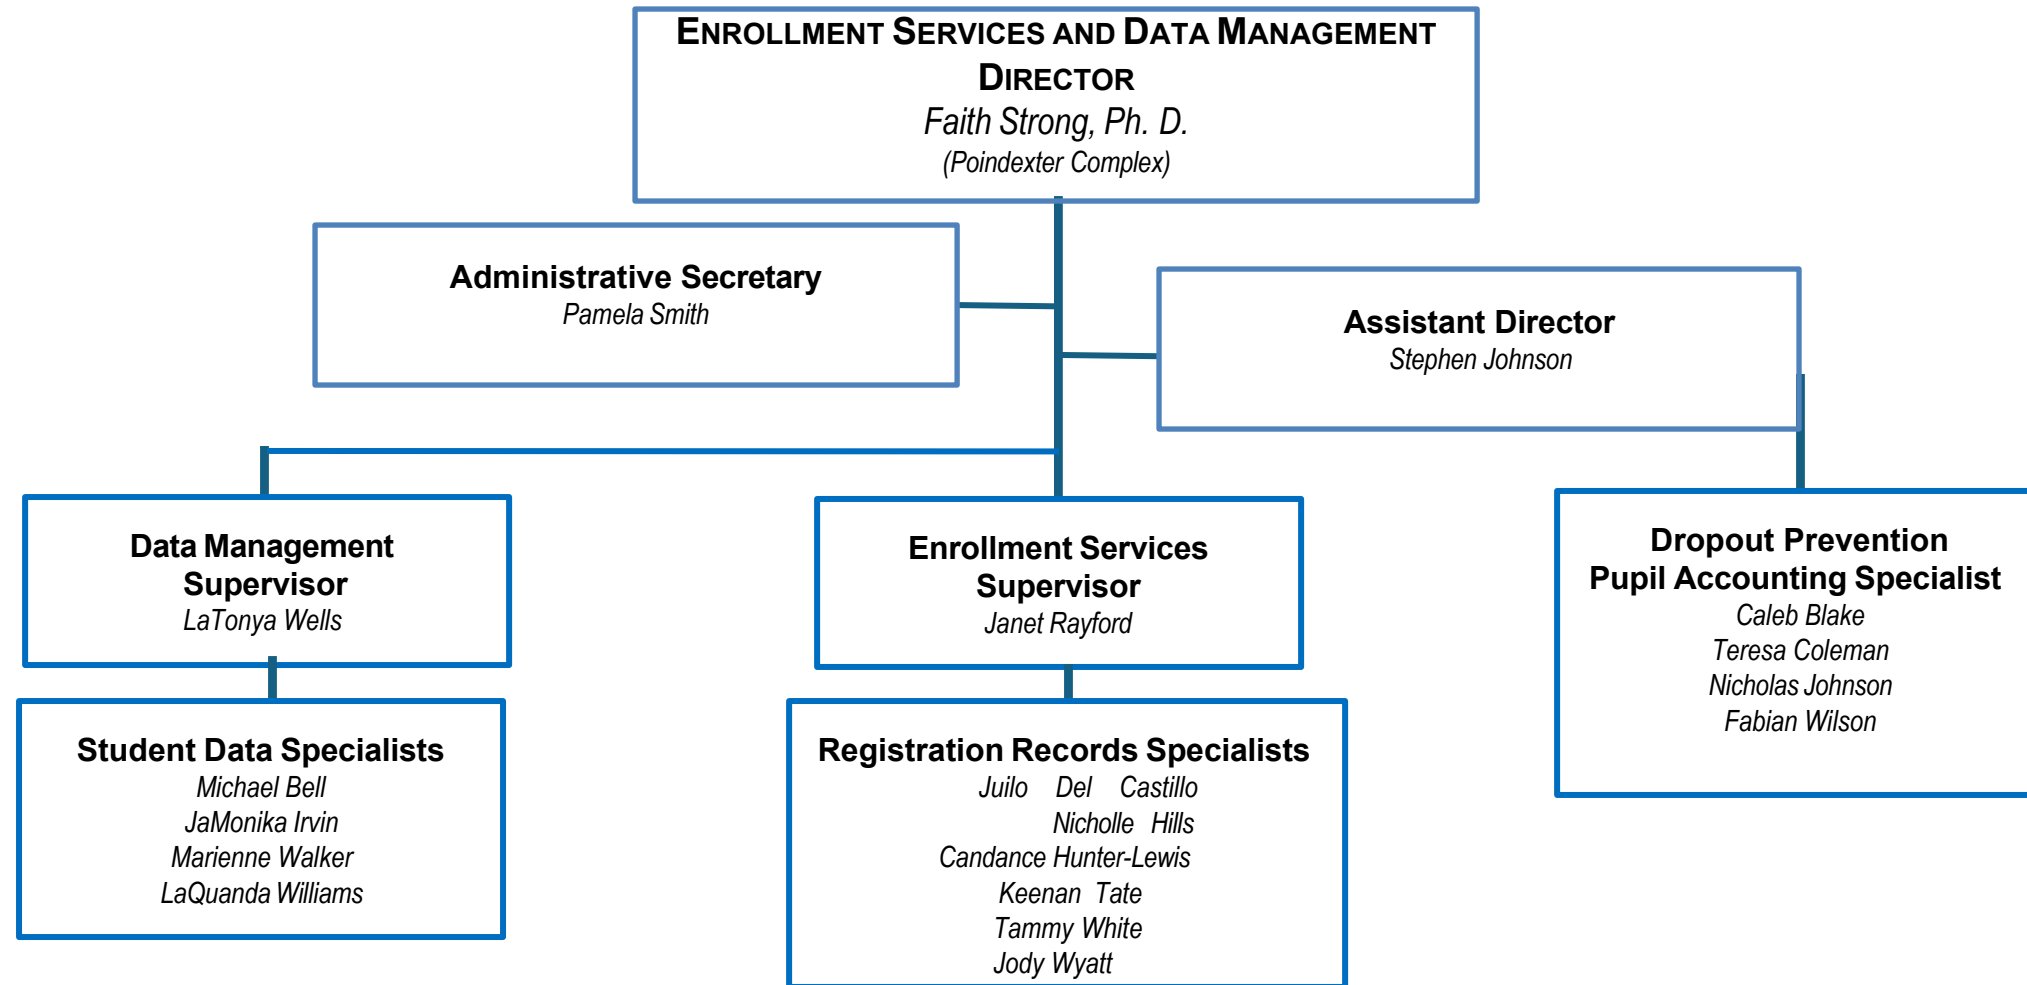 ENROLLMENT SERVICES AND DATA MANAGEMENT
DIRECTOR
Faith Strong, Ph. D.
(Poindexter Complex)
Administrative Secretary
Pamela Smith
Assistant Director
Stephen Johnson
Data Management
Supervisor
LaTonya Wells
Enrollment Services
Supervisor
Janet Rayford
Dropout Prevention
Pupil Accounting Specialist
Caleb Blake
Teresa Coleman
Nicholas Johnson
Fabian Wilson
Student Data Specialists
Michael Bell
JaMonika Irvin
Marienne Walker
LaQuanda Williams
Registration Records Specialists
Juilo Del Castillo
Nicholle Hills
Candance Hunter-Lewis
Keenan Tate
Tammy White
Jody Wyatt